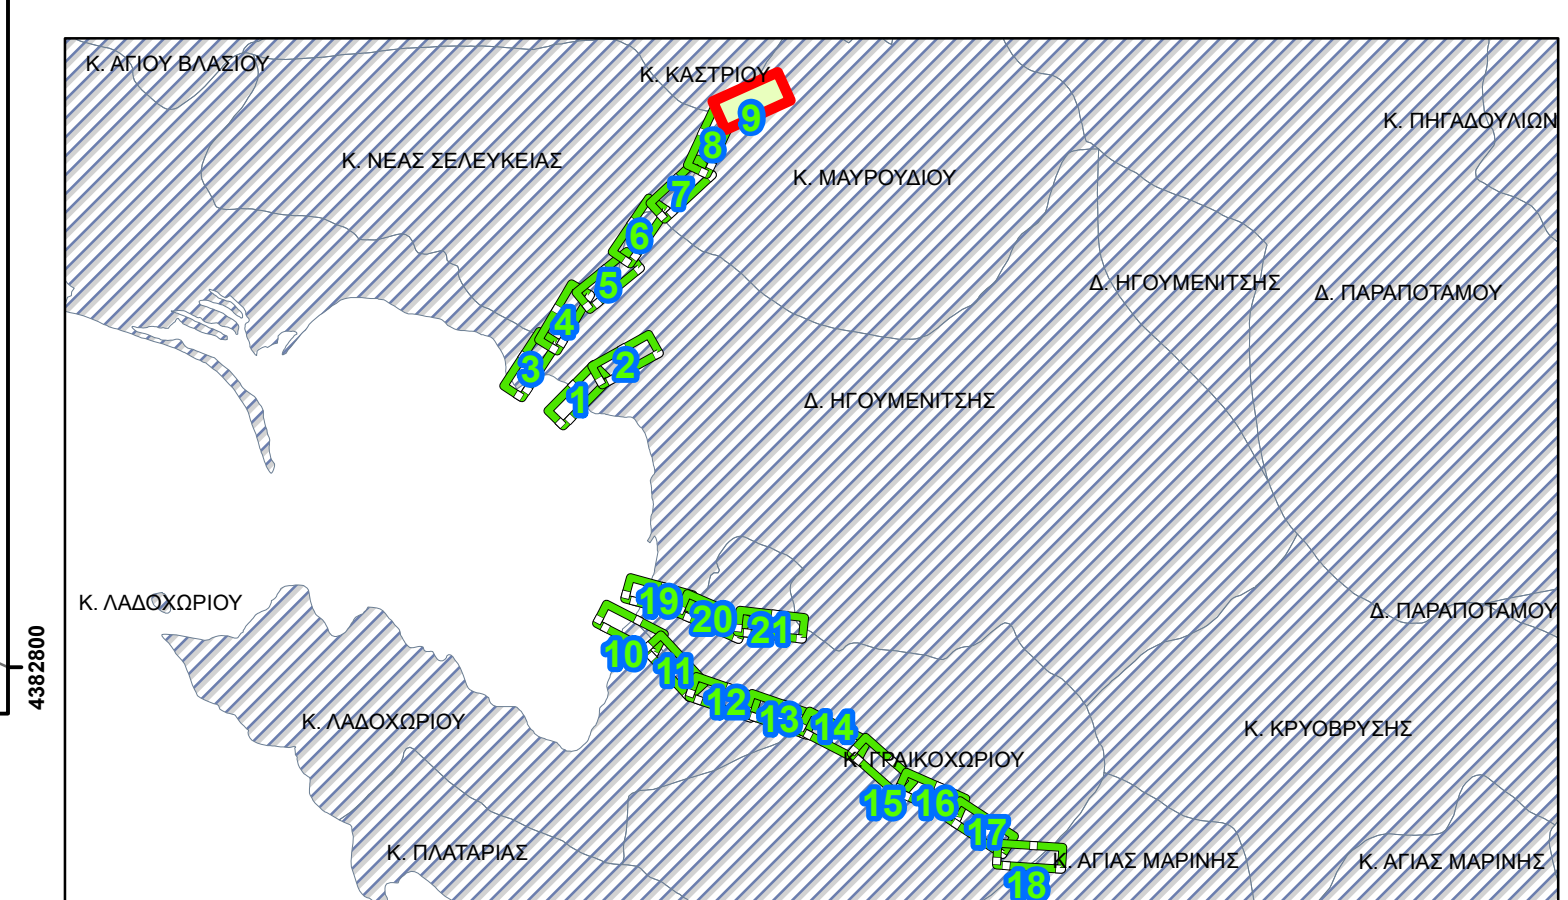 Κ. ΑΓΙΟΥ ΒΛΑΣΙΟΥ
Κ. ΚΑΣΤΡΙΟΥ
9
Κ. ΠΗΓΑΔΟΥΛΙΩΝ
8
Κ. ΝΕΑΣ ΣΕΛΕΥΚΕΙΑΣ
Κ. ΜΑΥΡΟΥΔΙΟΥ
7
6
5
Δ. ΗΓΟΥΜΕΝΙΤΣΗΣ
Δ. ΠΑΡΑΠΟΤΑΜΟΥ
4
3
2
1
Δ. ΗΓΟΥΜΕΝΙΤΣΗΣ
Κ. ΛΑΔΟΧΩΡΙΟΥ
19
20
21
Δ. ΠΑΡΑΠΟΤΑΜΟΥ
4382800
10
11
12
13
14
Κ. ΛΑΔΟΧΩΡΙΟΥ
Κ. ΚΡΥΟΒΡΥΣΗΣ
Κ. ΓΡΑΙΚΟΧΩΡΙΟΥ
15
16
17
Κ. ΠΛΑΤΑΡΙΑΣ
Κ. ΑΓΙΑΣ ΜΑΡΙΝΗΣ
Κ. ΑΓΙΑΣ ΜΑΡΙΝΗΣ
18